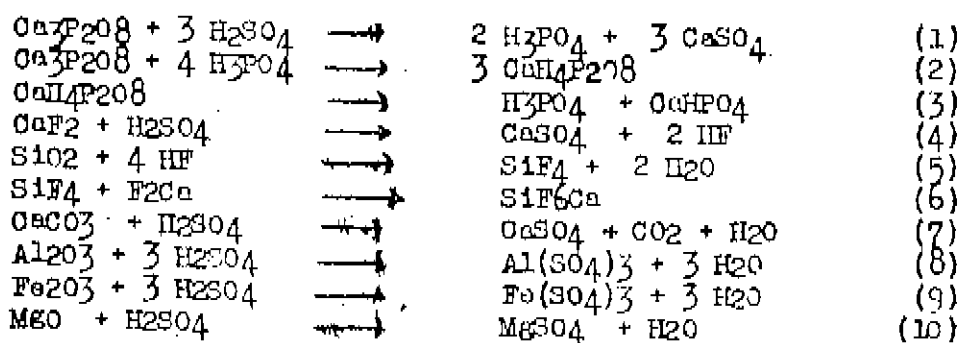 Ca3P2O8 + 3 H2SO4 → 2 H3PO4 + 3 CaSO4 (1)
Ca3P2O8 + 4 H3PO4 → 3 CaH4P2O8 (2)
CaH4P2O8 → H3PO4 + CaHPO4 (3)
CaF2 + H2SO4 → CaSO4 + 2 HF (4)
SiO2 + 4 HF → SiF4 + 2 H2O (5)
SiF4 + F2Ca → SiF6Ca (6)
CaCO3 + H2SO4 → CaSO4 + CO2 + H2O (7)
Al2O3 + 3 H2SO4 → Al(SO4)3 + 3 H2O (8)
Fe2O3 + 3 H2SO4 → Fe(SO4)3 + 3 H2O (9)
MgO + H2SO4 → MgSO4 + H2O (10)